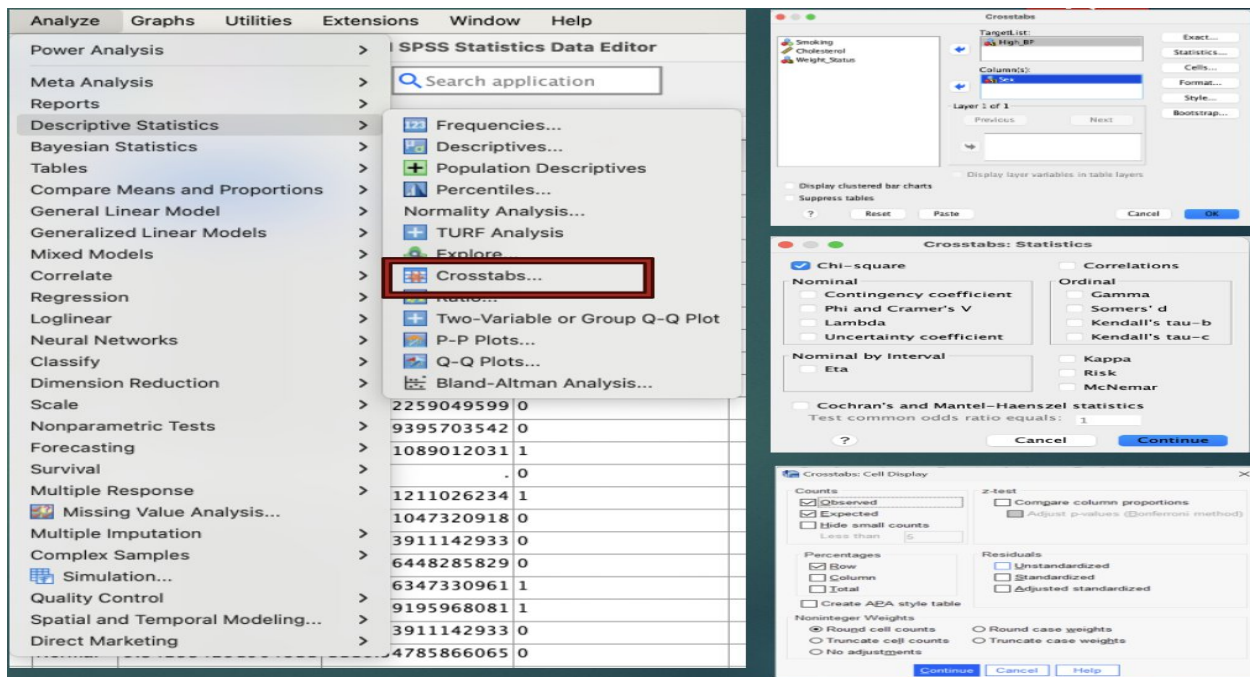 Analyze Graphs Utilities Extensions Window Help
Power Analysis >
Meta Analysis >
Reports >
Descriptive Statistics >
Bayesian Statistics >
Tables >
Compare Means and Proportions >
General Linear Model >
Generalized Linear Models >
Mixed Models >
Correlate >
Regression >
Loglinear >
Neural Networks >
Classify >
Dimension Reduction >
Scale >
Nonparametric Tests >
Forecasting >
Survival >
Multiple Response >
Missing Value Analysis...
Multiple Imputation >
Complex Samples >
Simulation...
Quality Control >
Spatial and Temporal Modeling... >
Direct Marketing >
SPSS Statistics Data Editor
Search application
Frequencies...
Descriptives...
Population Descriptives
Percentiles...
Normality Analysis...
TURF Analysis
Explore...
Crosstabs...
Ratio...
Two-Variable or Group Q-Q Plot
P-P Plots...
Q-Q Plots...
Bland-Altman Analysis...
2259049599 0
9395703542 0
1089012031 1
. 0
1211026234 1
1047320918 0
3911142933 0
6448285829 0
6347330961 1
9195968081 1
3911142933 0
4785866065 0
Crosstabs
Smoking
Cholesterol
Weight_Status
TargetList:
High_BP
Column(s):
Sex
Layer 1 of 1
Previous Next
Display layer variables in table layers
Exact...
Statistics...
Cells...
Format...
Style...
Bootstrap...
Display clustered bar charts
Suppress tables
? Reset Paste Cancel OK
Crosstabs: Statistics
Chi-square Correlations
Nominal
Contingency coefficient
Phi and Cramer's V
Lambda
Uncertainty coefficient
Ordinal
Gamma
Somers' d
Kendall's tau-b
Kendall's tau-c
Nominal by Interval
Eta
Kappa
Risk
McNemar
Cochran's and Mantel-Haenszel statistics
Test common odds ratio equals: 1
? Cancel Continue
Crosstabs: Cell Display
Counts
Observed
Expected
Hide small counts
Less than 5
z-test
Compare column proportions
Adjust p-values (Bonferroni method)
Percentages
Row
Column
Total
Residuals
Unstandardized
Standardized
Adjusted standardized
Create APA style table
Noninteger Weights
Round cell counts Round case weights
Truncate cell counts Truncate case weights
No adjustments
Continue Cancel Help